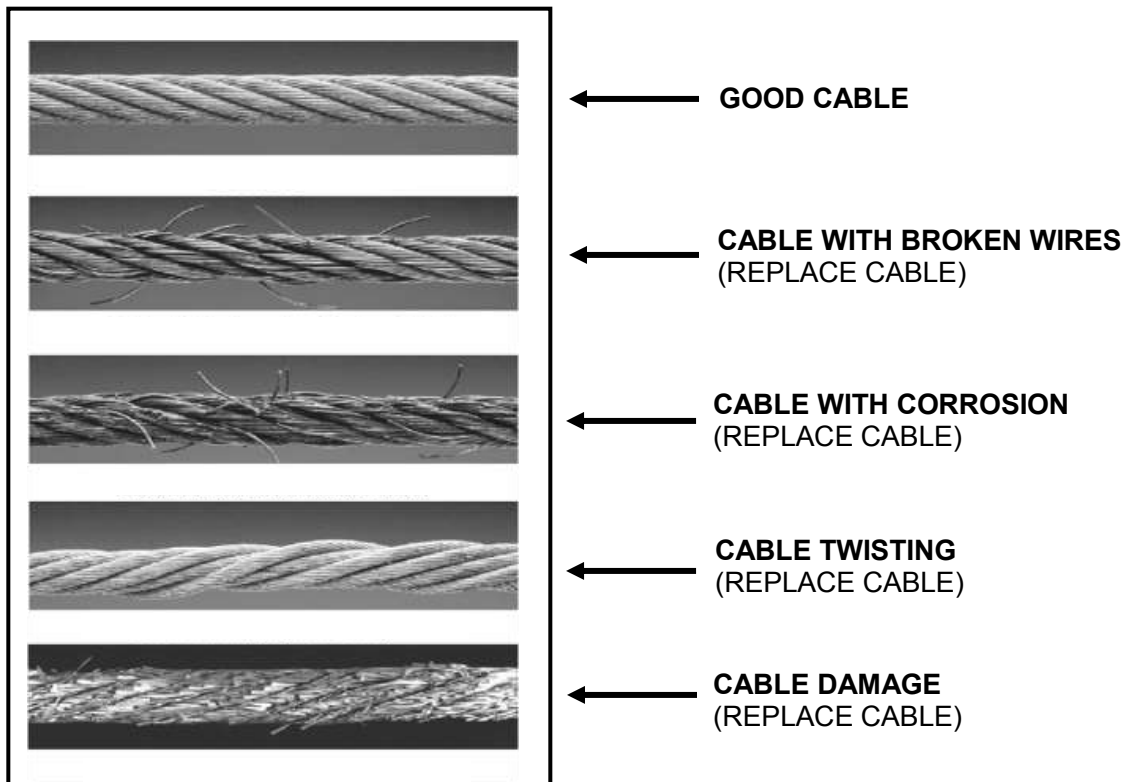 GOOD CABLE
CABLE WITH BROKEN WIRES
(REPLACE CABLE)
CABLE WITH CORROSION
(REPLACE CABLE)
CABLE TWISTING
(REPLACE CABLE)
CABLE DAMAGE
(REPLACE CABLE)